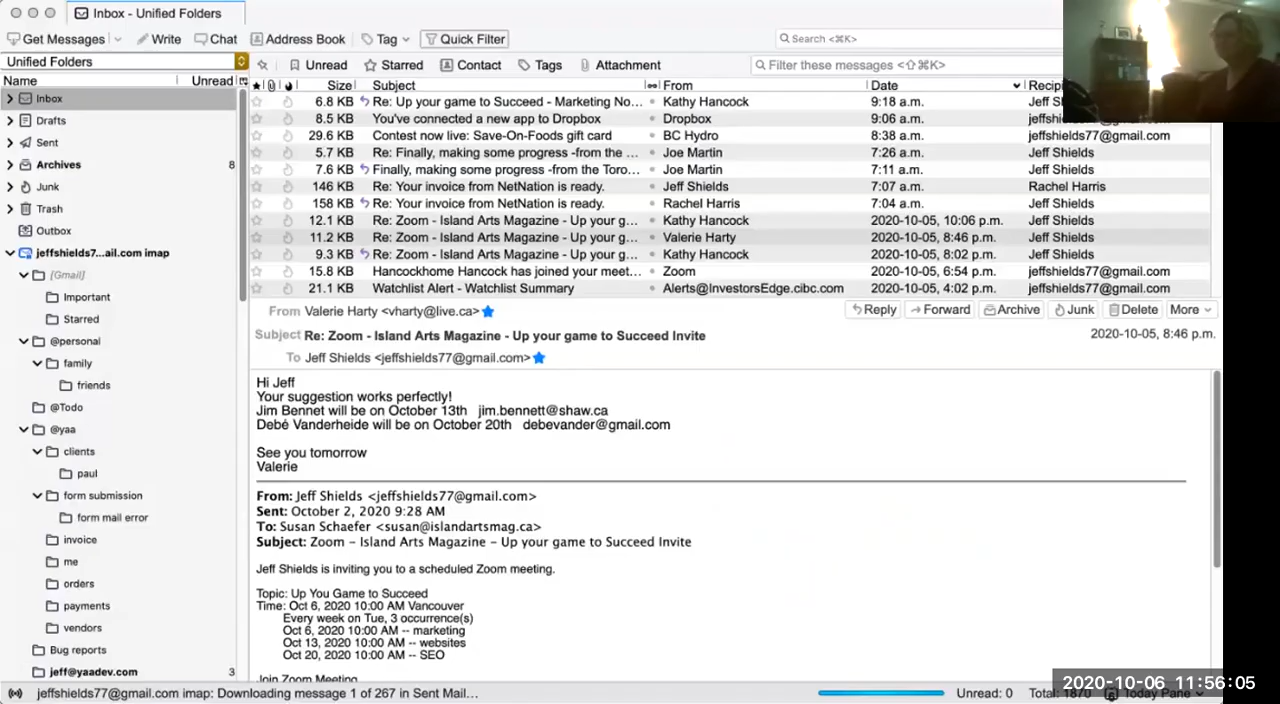 Inbox - Unified Folders
Get Messages Write Chat Address Book Tag Quick Filter Search <⌘K>
Unified Folders
Unread Starred Contact Tags Attachment Filter these messages <⇧⌘K>
Name Unread
Size Subject From Date Recipi
Inbox
Drafts
Sent
Archives 8
Junk
Trash
Outbox
jeffshields7...ail.com imap
[Gmail]
Important
Starred
@personal
family
friends
@Todo
@yaa
clients
paul
form submission
form mail error
invoice
me
orders
payments
vendors
Bug reports
jeff@yaadev.com 3
6.8 KB Re: Up your game to Succeed - Marketing No... Kathy Hancock 9:18 a.m. Jeff S
8.5 KB You've connected a new app to Dropbox Dropbox 9:06 a.m. jeffshields77@gmail.com
29.6 KB Contest now live: Save-On-Foods gift card BC Hydro 8:38 a.m. jeffshields77@gmail.com
5.7 KB Re: Finally, making some progress -from the ... Joe Martin 7:26 a.m. Jeff Shields
7.6 KB Finally, making some progress -from the Toro... Joe Martin 7:11 a.m. Jeff Shields
146 KB Re: Your invoice from NetNation is ready. Jeff Shields 7:07 a.m. Rachel Harris
158 KB Re: Your invoice from NetNation is ready. Rachel Harris 7:04 a.m. Jeff Shields
12.1 KB Re: Zoom - Island Arts Magazine - Up your g... Kathy Hancock 2020-10-05, 10:06 p.m. Jeff Shields
11.2 KB Re: Zoom - Island Arts Magazine - Up your g... Valerie Harty 2020-10-05, 8:46 p.m. Jeff Shields
9.3 KB Re: Zoom - Island Arts Magazine - Up your g... Kathy Hancock 2020-10-05, 8:02 p.m. Jeff Shields
15.8 KB Hancockhome Hancock has joined your meet... Zoom 2020-10-05, 6:54 p.m. jeffshields77@gmail.com
21.1 KB Watchlist Alert - Watchlist Summary Alerts@InvestorsEdge.cibc.com 2020-10-05, 4:02 p.m. jeffshields77@gmail.com
From Valerie Harty <vharty@live.ca> Reply Forward Archive Junk Delete More
Subject Re: Zoom - Island Arts Magazine - Up your game to Succeed Invite 2020-10-05, 8:46 p.m.
To Jeff Shields <jeffshields77@gmail.com>
Hi Jeff
Your suggestion works perfectly!
Jim Bennet will be on October 13th jim.bennett@shaw.ca
Debé Vanderheide will be on October 20th debevander@gmail.com
See you tomorrow
Valerie
From: Jeff Shields <jeffshields77@gmail.com>
Sent: October 2, 2020 9:28 AM
To: Susan Schaefer <susan@islandartsmag.ca>
Subject: Zoom – Island Arts Magazine – Up your game to Succeed Invite
Jeff Shields is inviting you to a scheduled Zoom meeting.
Topic: Up You Game to Succeed
Time: Oct 6, 2020 10:00 AM Vancouver
Every week on Tue, 3 occurrence(s)
Oct 6, 2020 10:00 AM -- marketing
Oct 13, 2020 10:00 AM -- websites
Oct 20, 2020 10:00 AM -- SEO
Join Zoom Meeting
jeffshields77@gmail.com imap: Downloading message 1 of 267 in Sent Mail... Unread: 0 Total: 1870 Today Pane
2020-10-06 11:56:05